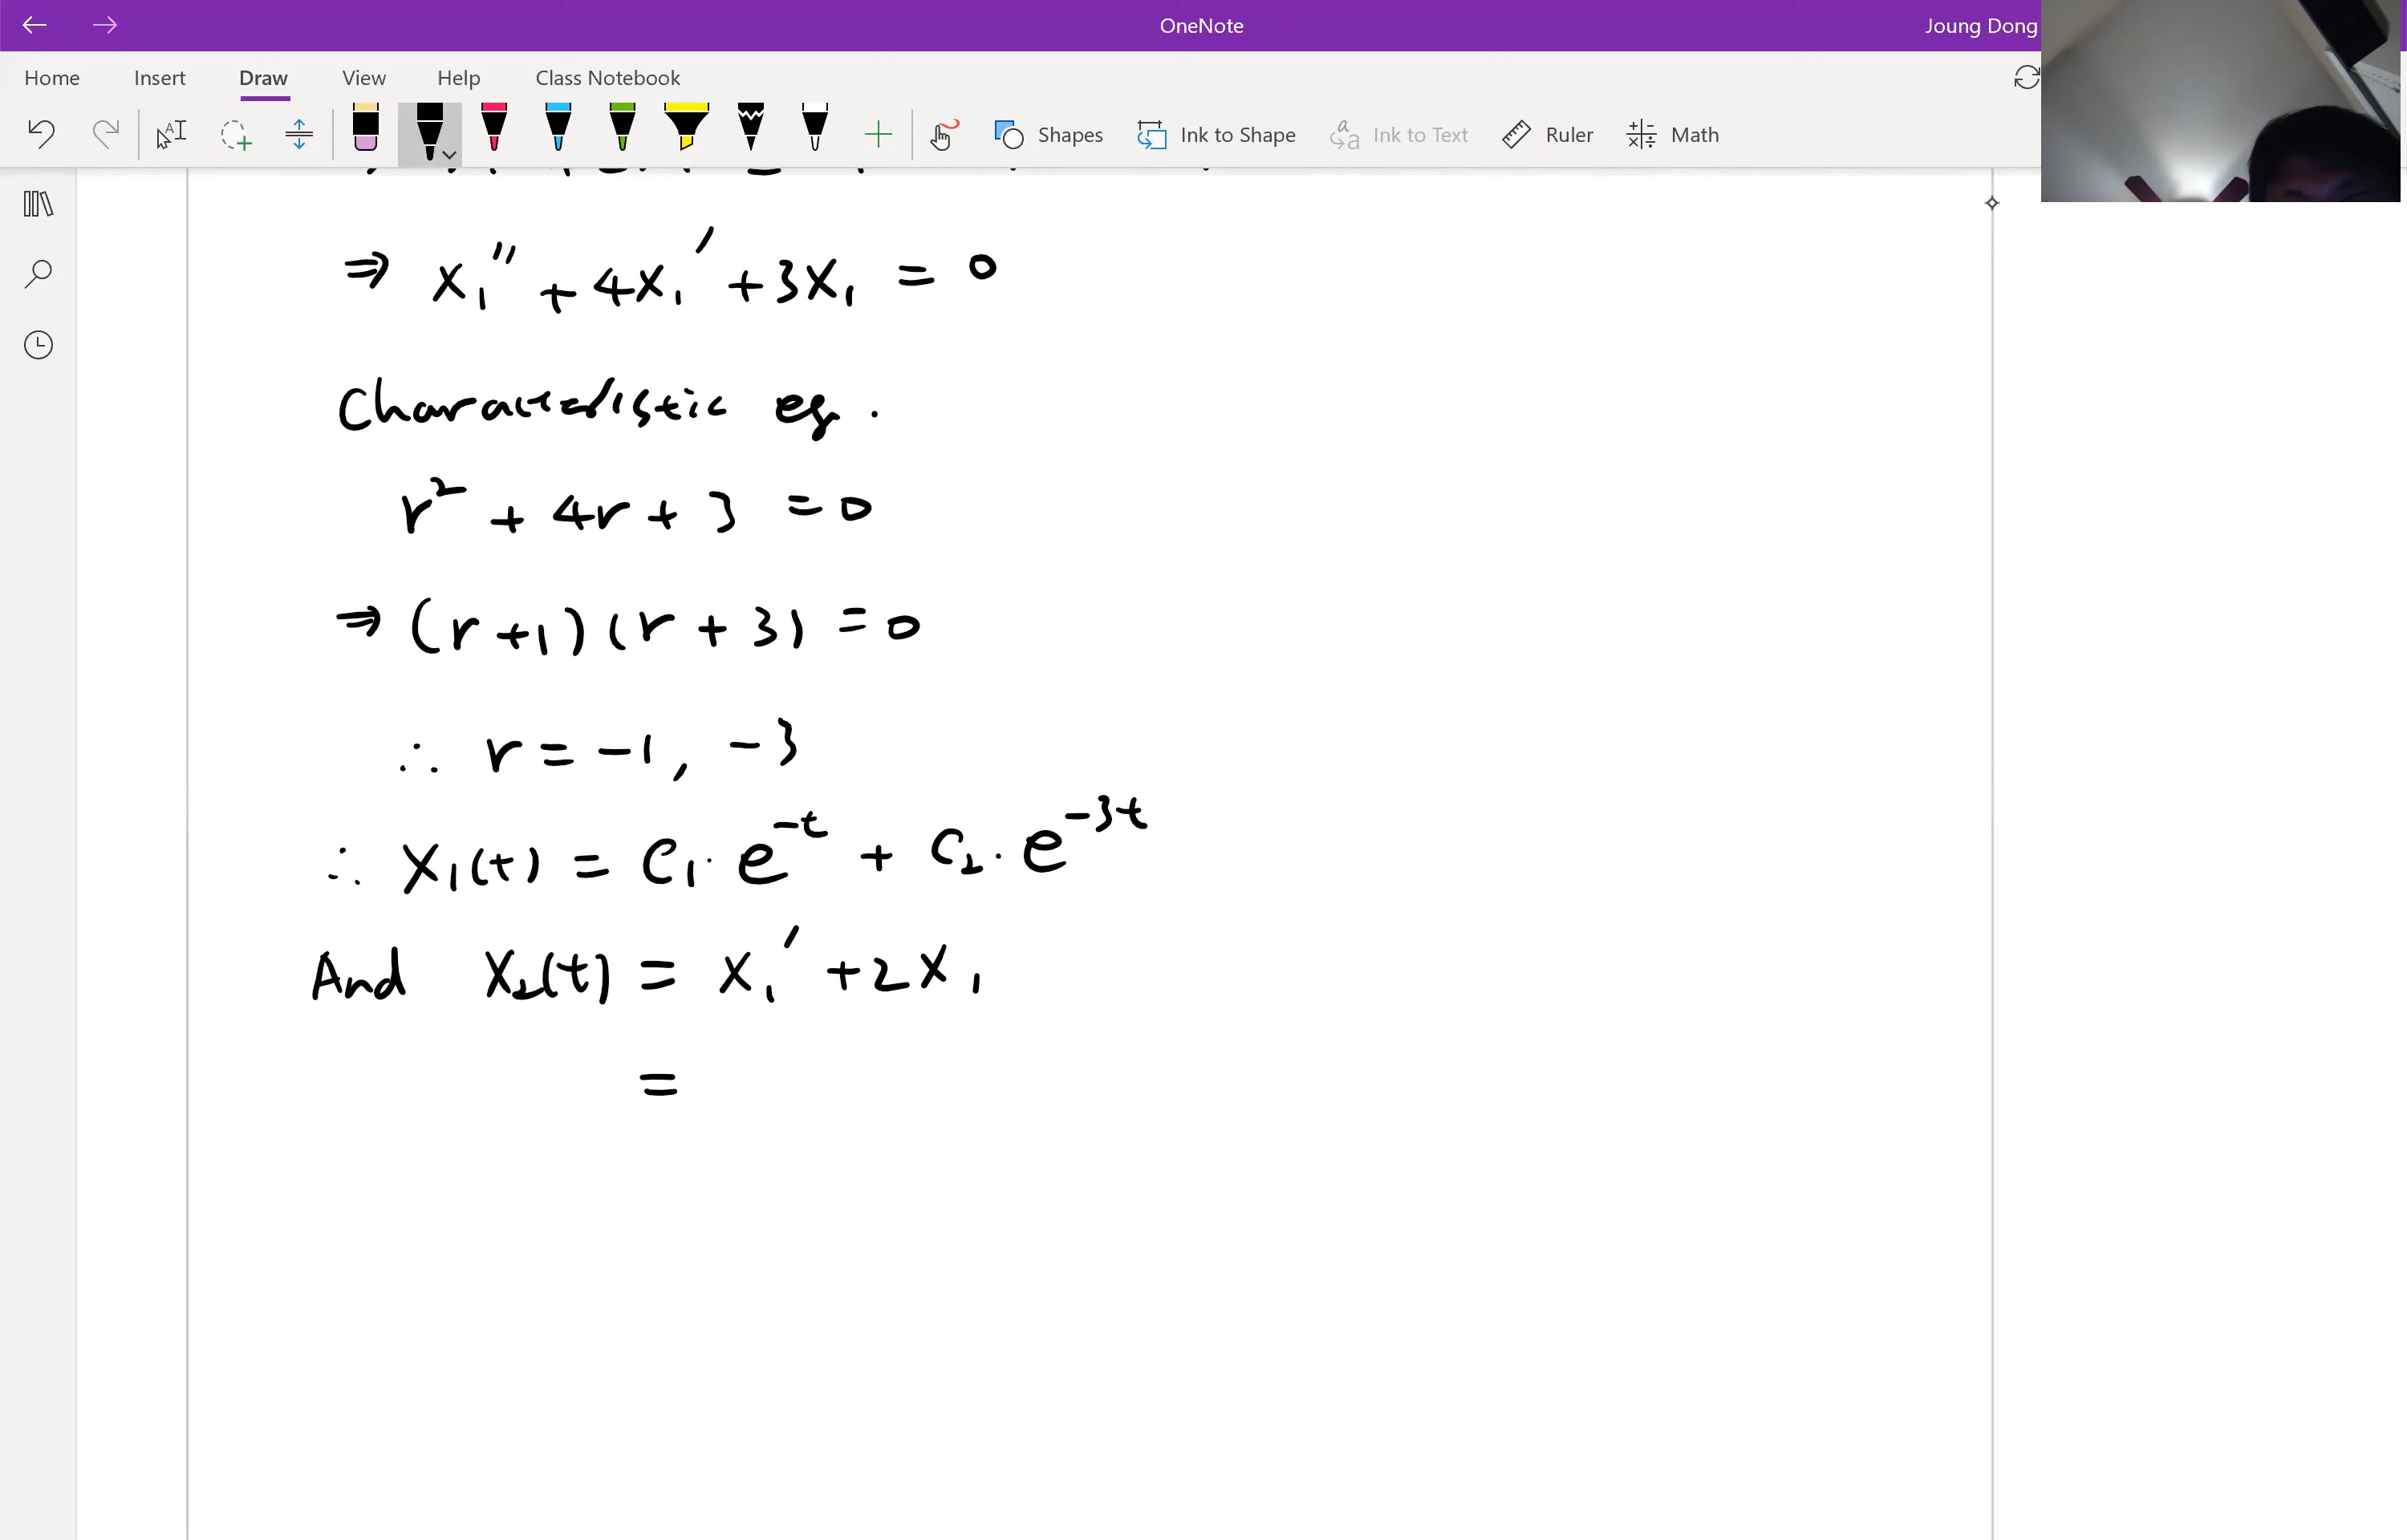 OneNote
Joung Dong
Home Insert Draw View Help Class Notebook
Shapes Ink to Shape Ink to Text Ruler Math
⇒ x₁'' + 4x₁' + 3x₁ = 0
Characteristic eq.
r² + 4r + 3 = 0
⇒ (r+1)(r+3) = 0
∴ r = -1, -3
∴ x₁(t) = C₁· e^{-t} + C₂· e^{-3t}
And x₂(t) = x₁' + 2x₁
=